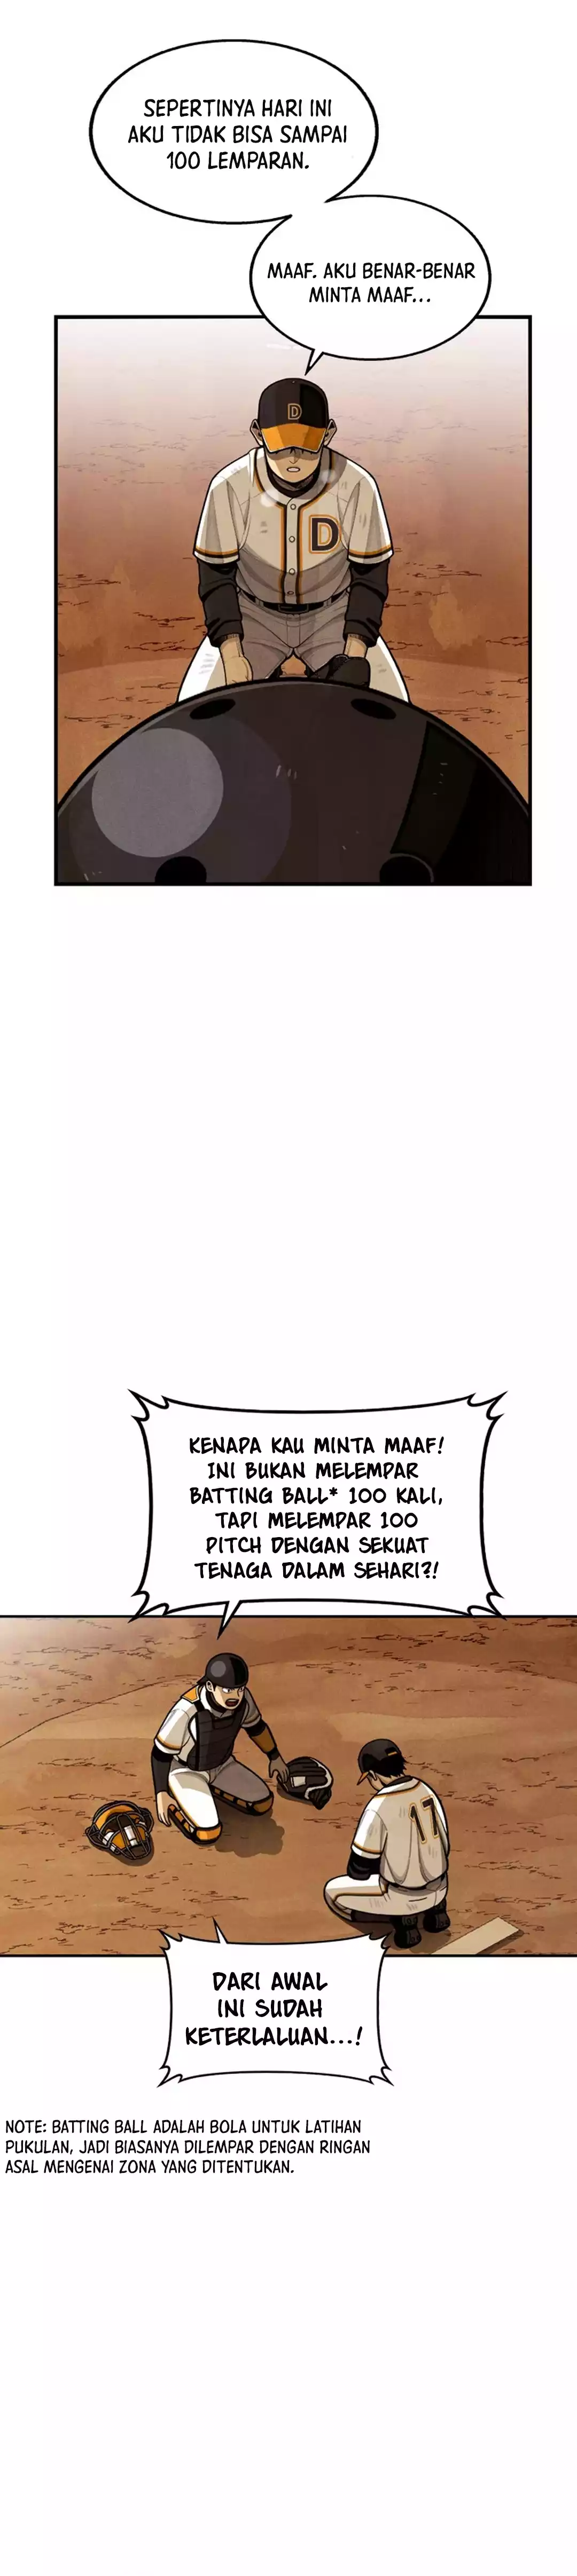 SEPERTINYA HARI INI
AKU TIDAK BISA SAMPAI
100 LEMPARAN.
MAAF. AKU BENAR-BENAR
MINTA MAAF...
D
D
KENAPA KAU MINTA MAAF!
INI BUKAN MELEMPAR
BATTING BALL* 100 KALI,
TAPI MELEMPAR 100
PITCH DENGAN SEKUAT
TENAGA DALAM SEHARI?!
17
DARI AWAL
INI SUDAH
KETERLALUAN...!
NOTE: BATTING BALL ADALAH BOLA UNTUK LATIHAN
PUKULAN, JADI BIASANYA DILEMPAR DENGAN RINGAN
ASAL MENGENAI ZONA YANG DITENTUKAN.